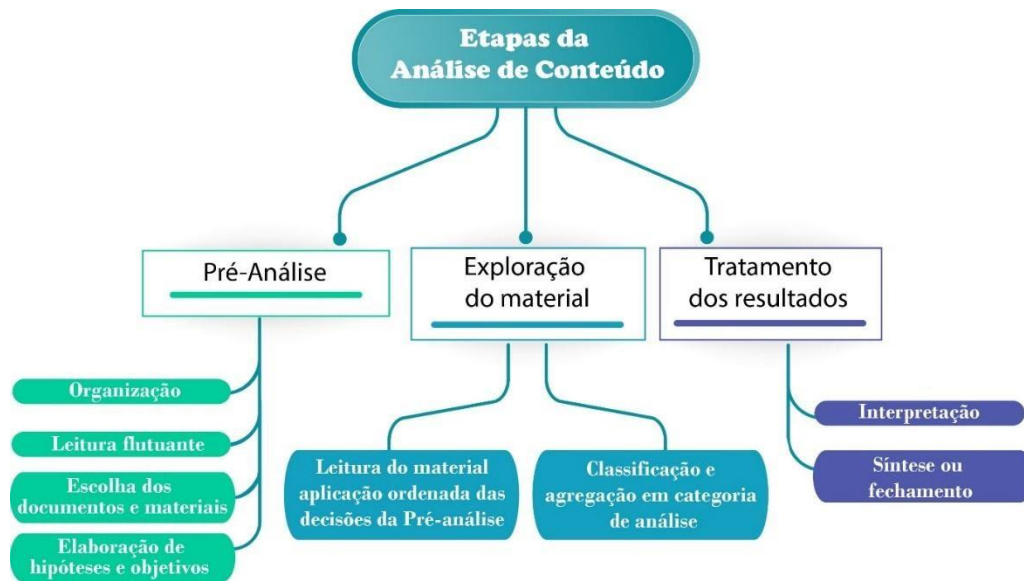 Etapas da
Análise de Conteúdo
Pré-Análise
Organização
Leitura flutuante
Escolha dos
documentos e materiais
Elaboração de
hipóteses e objetivos
Exploração
do material
Leitura do material
aplicação ordenada das
decisões da Pré-análise
Classificação e
agregação em categoria
de análise
Tratamento
dos resultados
Interpretação
Síntese ou
fechamento